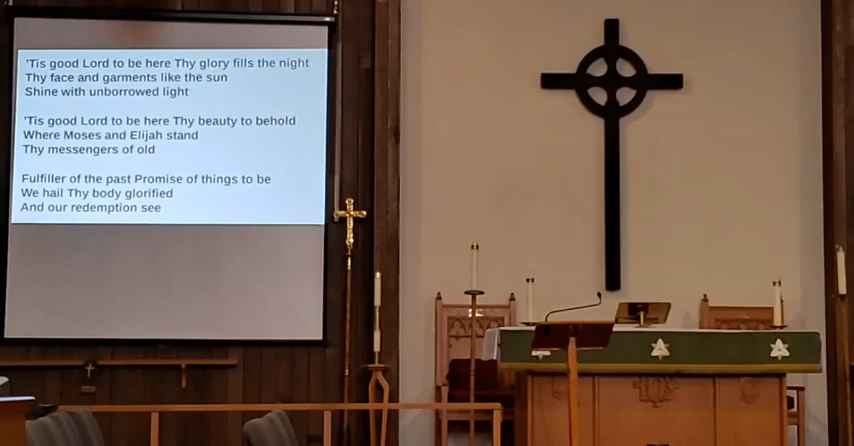 'Tis good Lord to be here Thy glory fills the night
Thy face and garments like the sun
Shine with unborrowed light
'Tis good Lord to be here Thy beauty to behold
Where Moses and Elijah stand
Thy messengers of old
Fulfiller of the past Promise of things to be
We hail Thy body glorified
And our redemption see